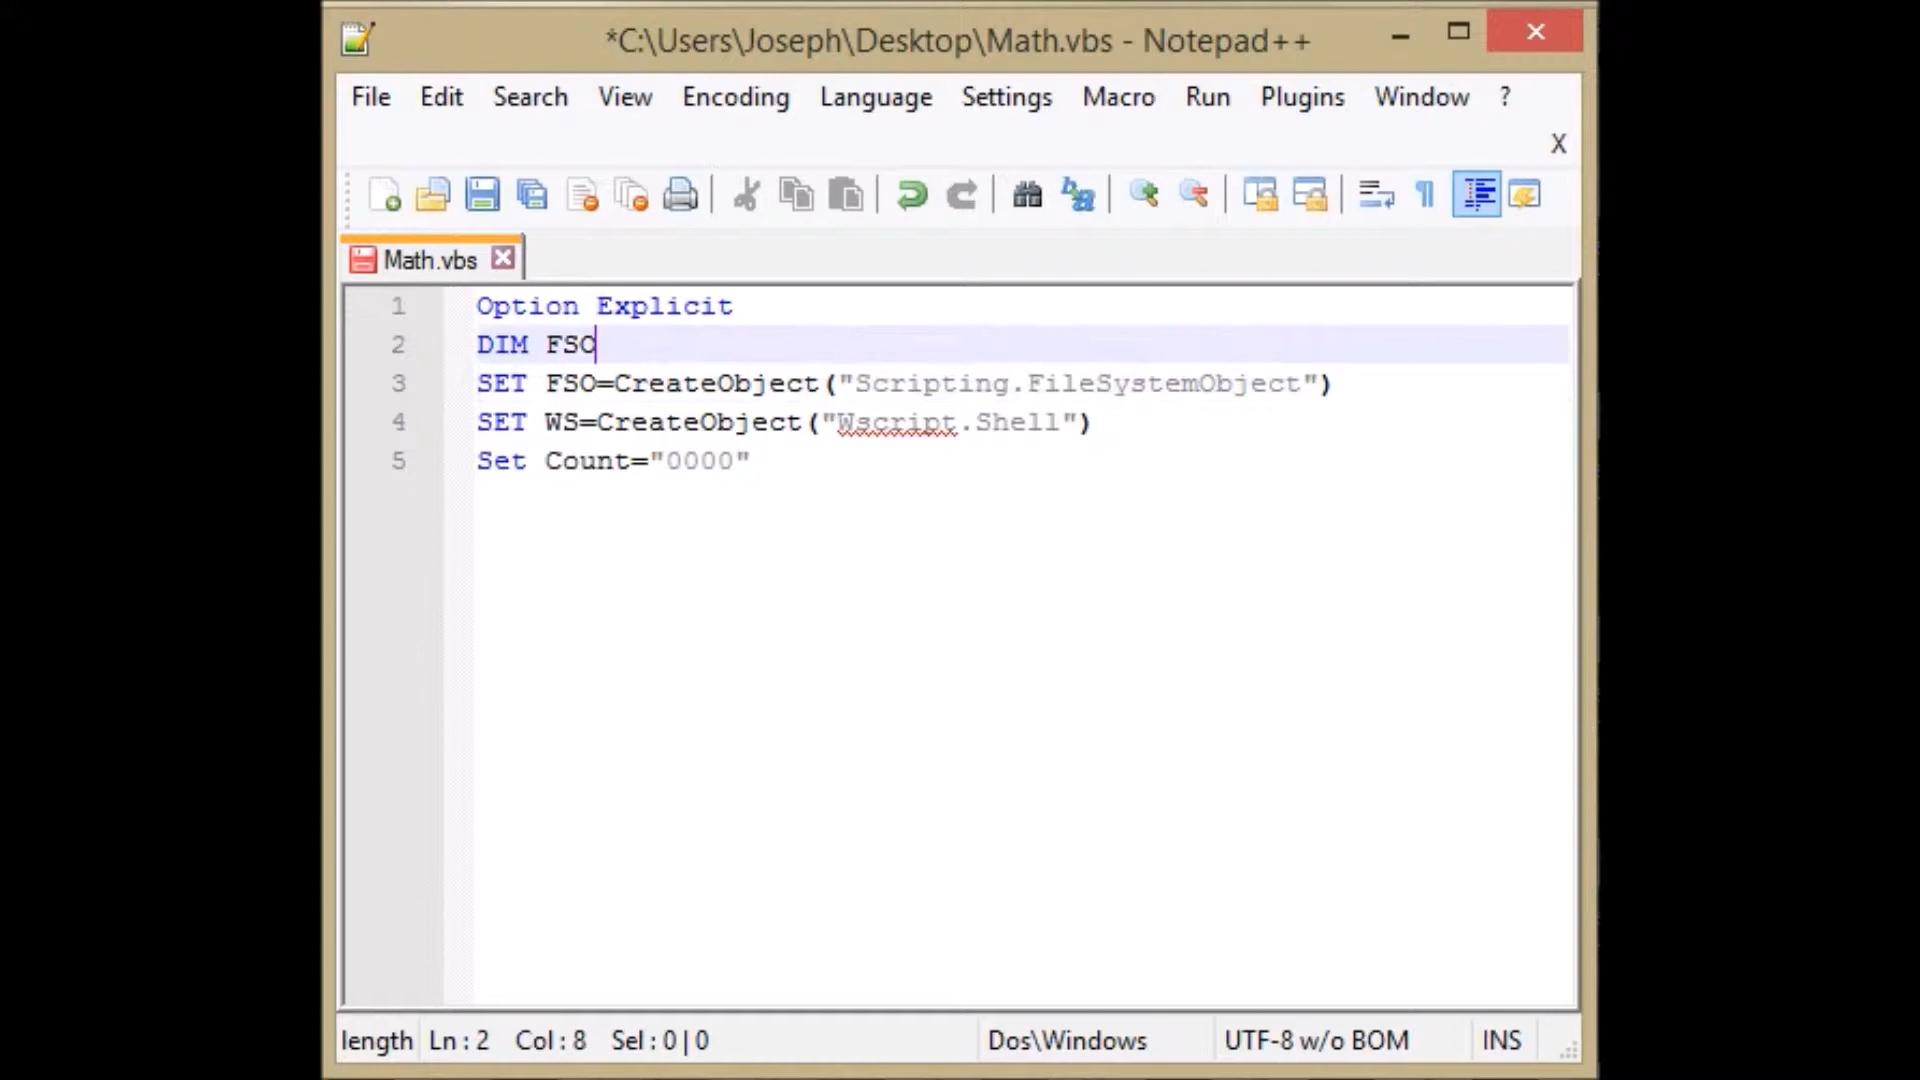 *C:\Users\Joseph\Desktop\Math.vbs - Notepad++
File Edit Search View Encoding Language Settings Macro Run Plugins Window ?
X
Math.vbs
1 Option Explicit
2 DIM FSO
3 SET FSO=CreateObject("Scripting.FileSystemObject")
4 SET WS=CreateObject("Wscript.Shell")
5 Set Count="0000"
length Ln : 2 Col : 8 Sel : 0 | 0 Dos\Windows UTF-8 w/o BOM INS